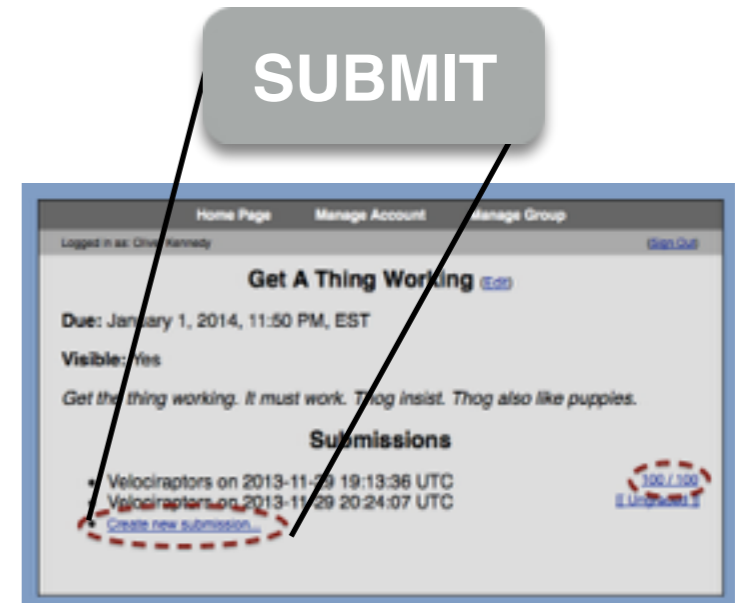 SUBMIT
Home Page Manage Account Manage Group
Logged in as: Oliver Kennedy (Sign Out)
Get A Thing Working (Edit)
Due: January 1, 2014, 11:50 PM, EST
Visible: Yes
Get the thing working. It must work. Thog insist. Thog also like puppies.
Submissions
• Velociraptors on 2013-11-29 19:13:36 UTC 100 / 100
• Velociraptors on 2013-11-29 20:24:07 UTC [[ Ungraded ]]
• Create new submission...